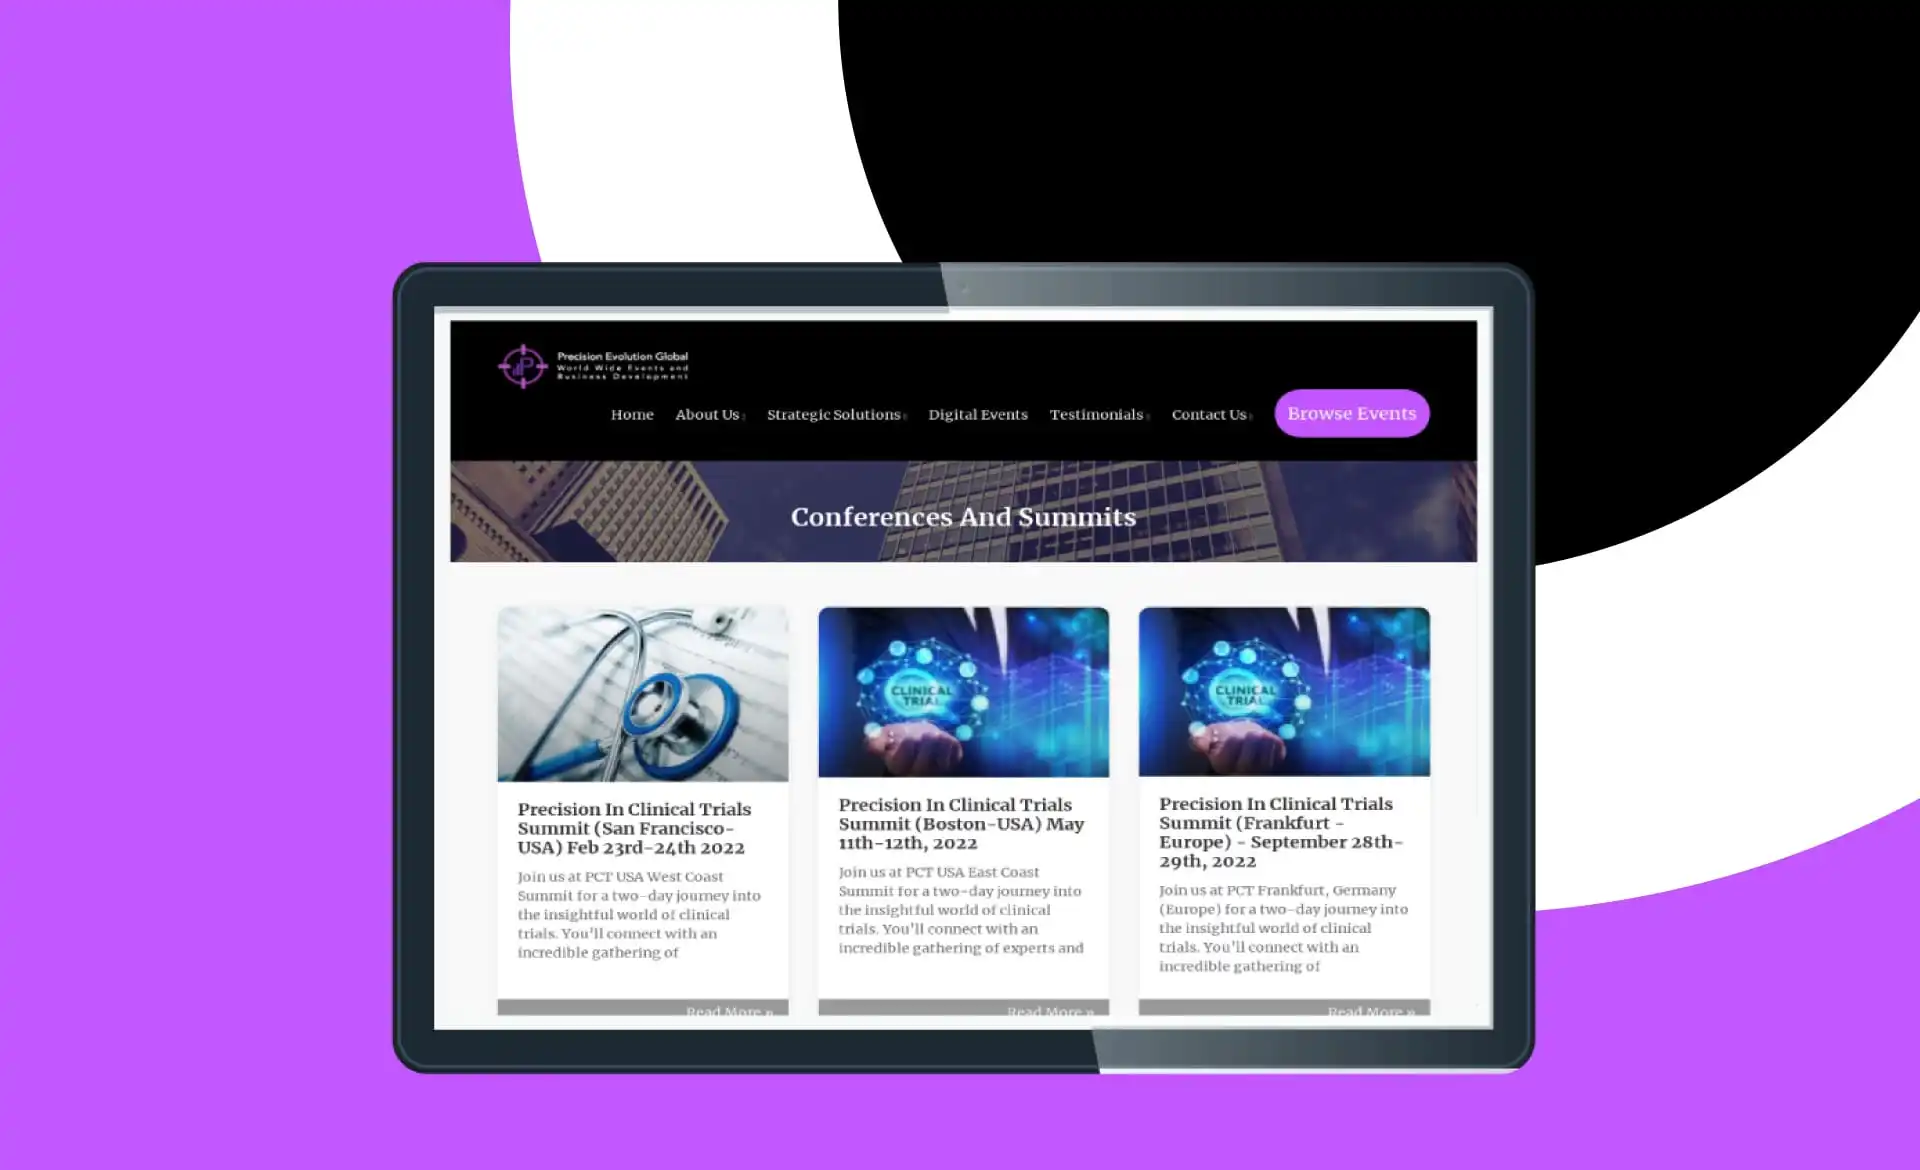 Precision Evolution Global
World Wide Events and
Business Development
Home About Us Strategic Solutions Digital Events Testimonials Contact Us Browse Events
Conferences And Summits
CLINICAL
TRIAL
CLINICAL
TRIAL
Precision In Clinical Trials
Summit (San Francisco-
USA) Feb 23rd-24th 2022
Join us at PCT USA West Coast
Summit for a two-day journey into
the insightful world of clinical
trials. You'll connect with an
incredible gathering of
Read More »
Precision In Clinical Trials
Summit (Boston-USA) May
11th-12th, 2022
Join us at PCT USA East Coast
Summit for a two-day journey into
the insightful world of clinical
trials. You'll connect with an
incredible gathering of experts and
Read More »
Precision In Clinical Trials
Summit (Frankfurt -
Europe) - September 28th-
29th, 2022
Join us at PCT Frankfurt, Germany
(Europe) for a two-day journey into
the insightful world of clinical
trials. You'll connect with an
incredible gathering of
Read More »